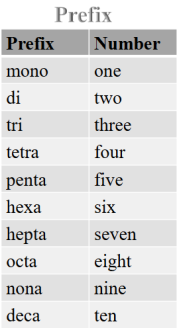 Prefix
Prefix Number
mono one
di two
tri three
tetra four
penta five
hexa six
hepta seven
octa eight
nona nine
deca ten